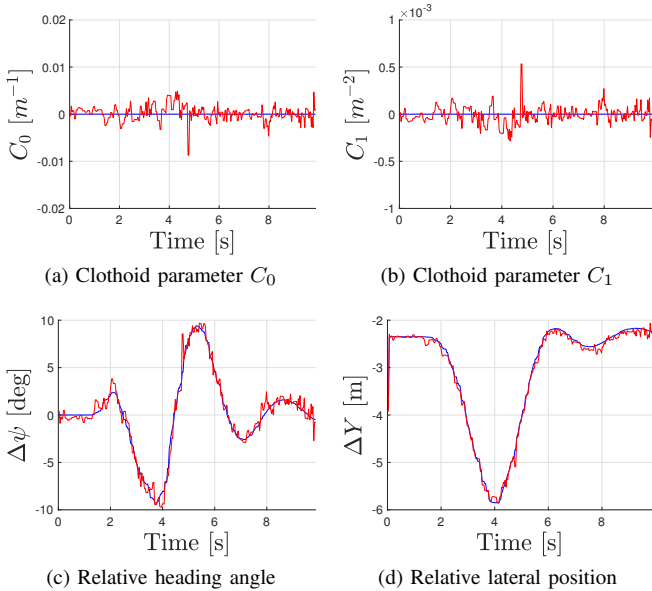 0.02
0.01
0
-0.01
-0.02
C₀ [m⁻¹]
0 2 4 6 8
Time [s]
(a) Clothoid parameter C₀
×10⁻³
1
0.5
0
-0.5
-1
C₁ [m⁻²]
0 2 4 6 8
Time [s]
(b) Clothoid parameter C₁
10
5
0
-5
-10
Δψ [deg]
0 2 4 6 8
Time [s]
(c) Relative heading angle
-2
-3
-4
-5
-6
ΔY [m]
0 2 4 6 8
Time [s]
(d) Relative lateral position